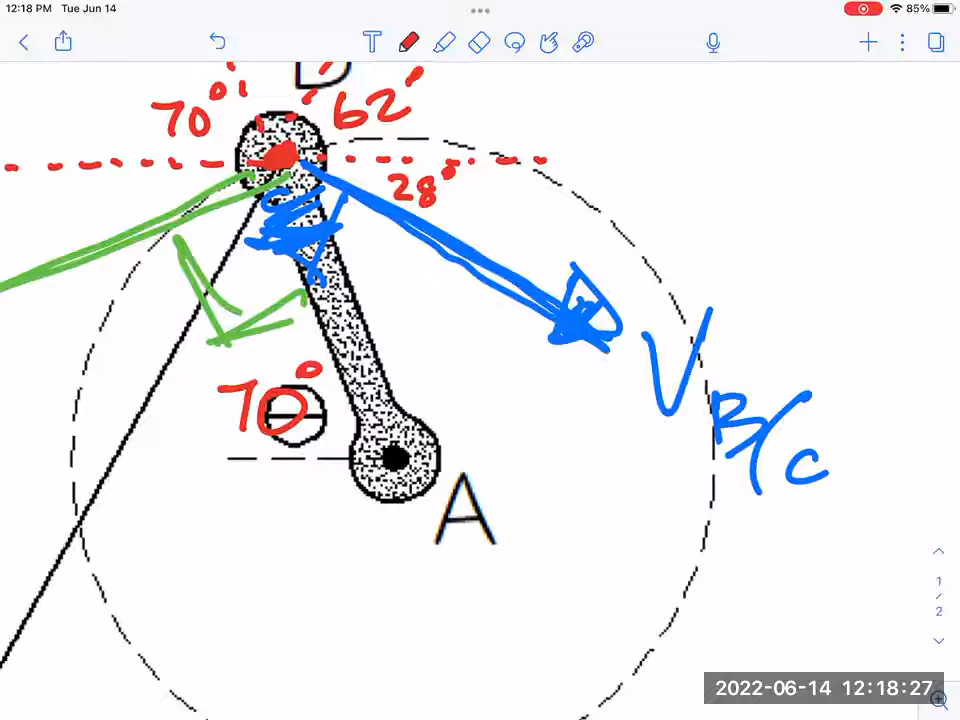 12:18 PM Tue Jun 14
85%
B
70°
62°
28°
V B/C
70°
θ
A
1
/
2
2022-06-14 12:18:27